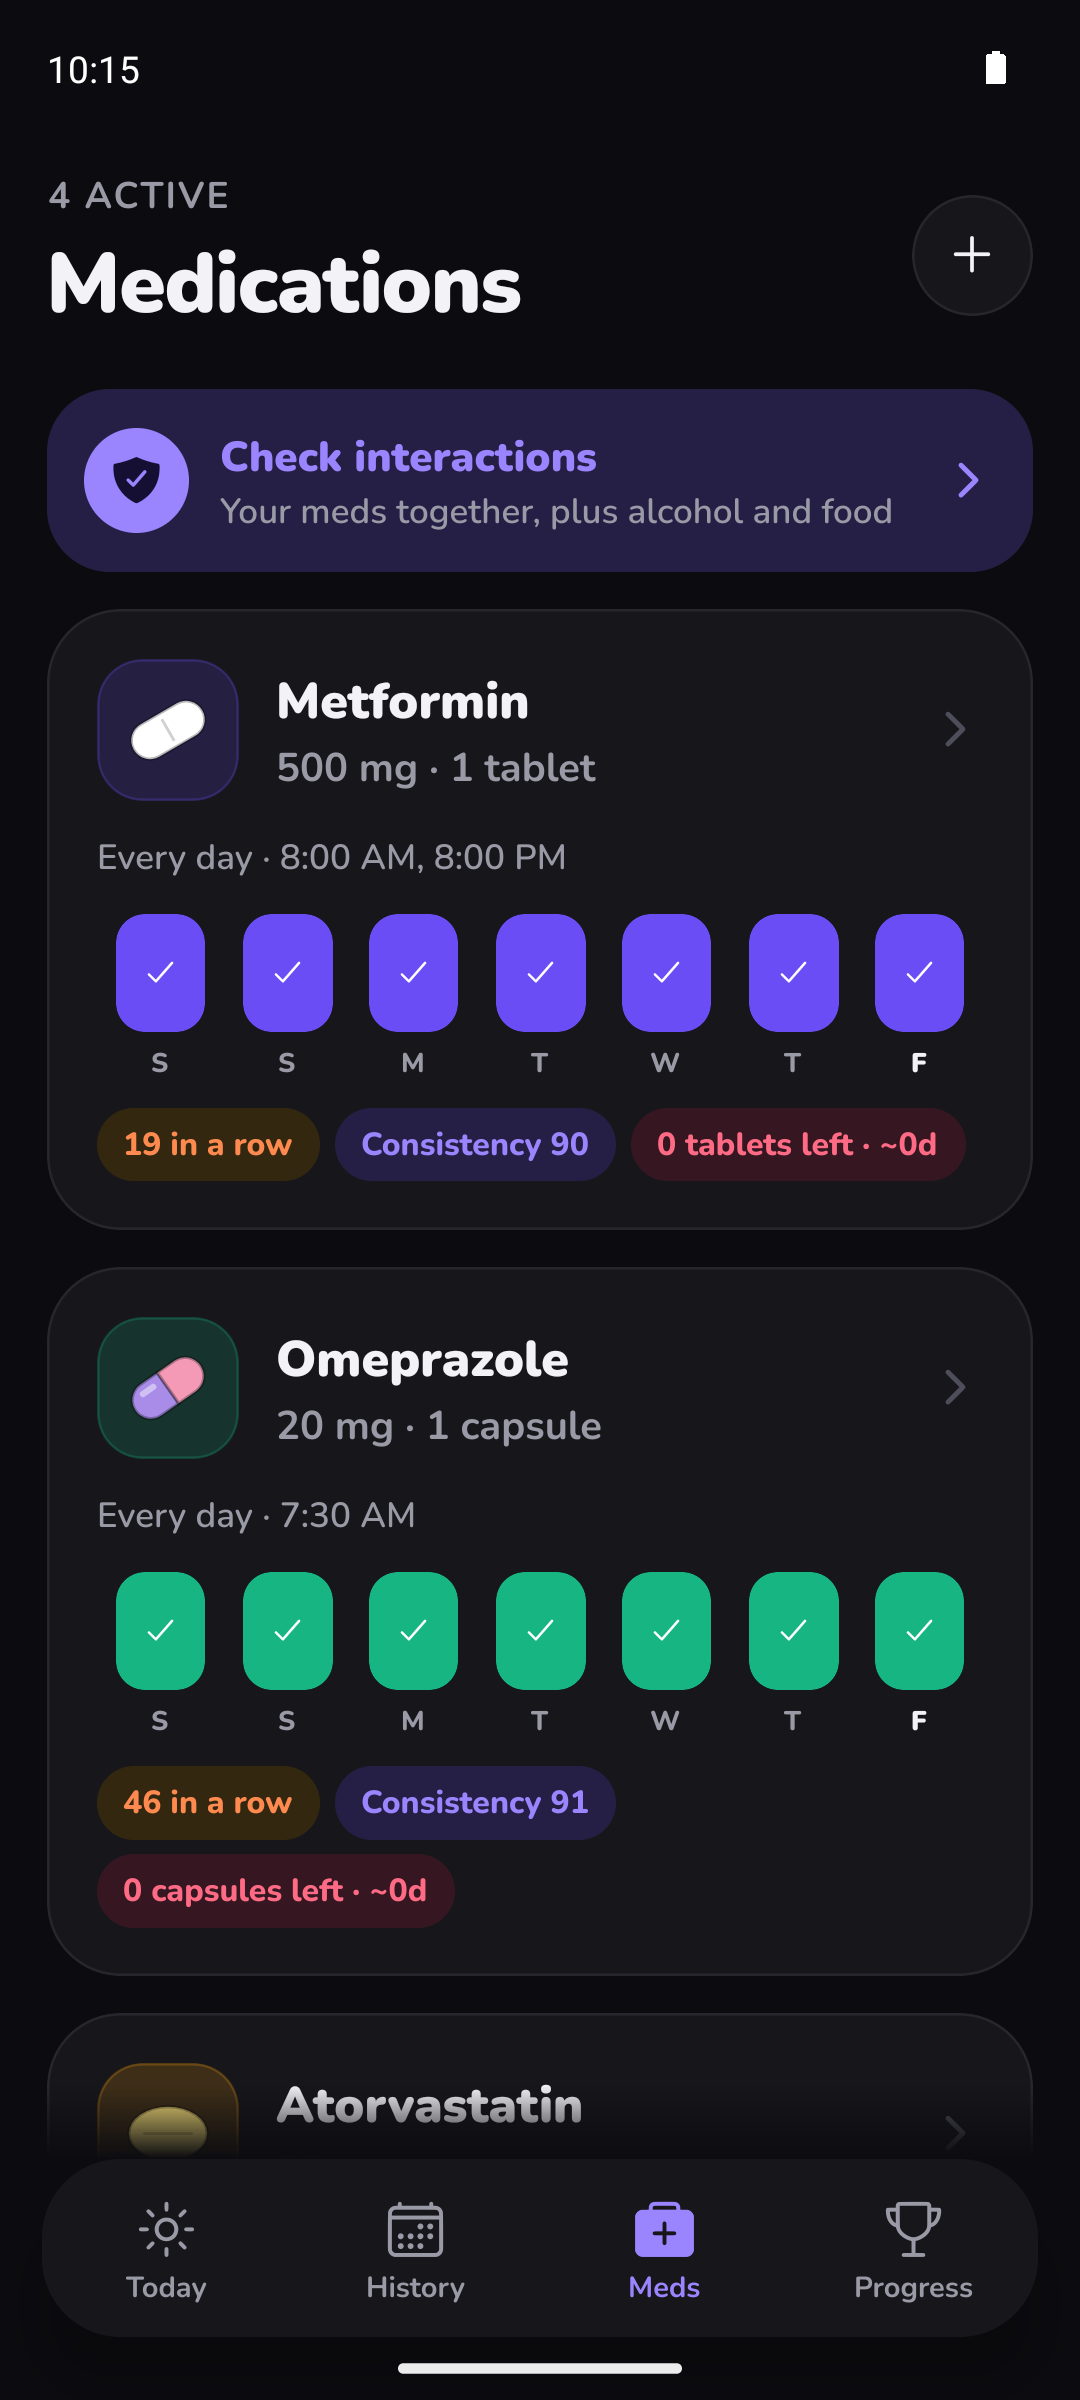 10:15
4 ACTIVE
Medications
Check interactions
Your meds together, plus alcohol and food
Metformin
500 mg · 1 tablet
Every day · 8:00 AM, 8:00 PM
S S M T W T F
19 in a row Consistency 90 0 tablets left · ~0d
Omeprazole
20 mg · 1 capsule
Every day · 7:30 AM
S S M T W T F
46 in a row Consistency 91
0 capsules left · ~0d
Atorvastatin
Today History Meds Progress